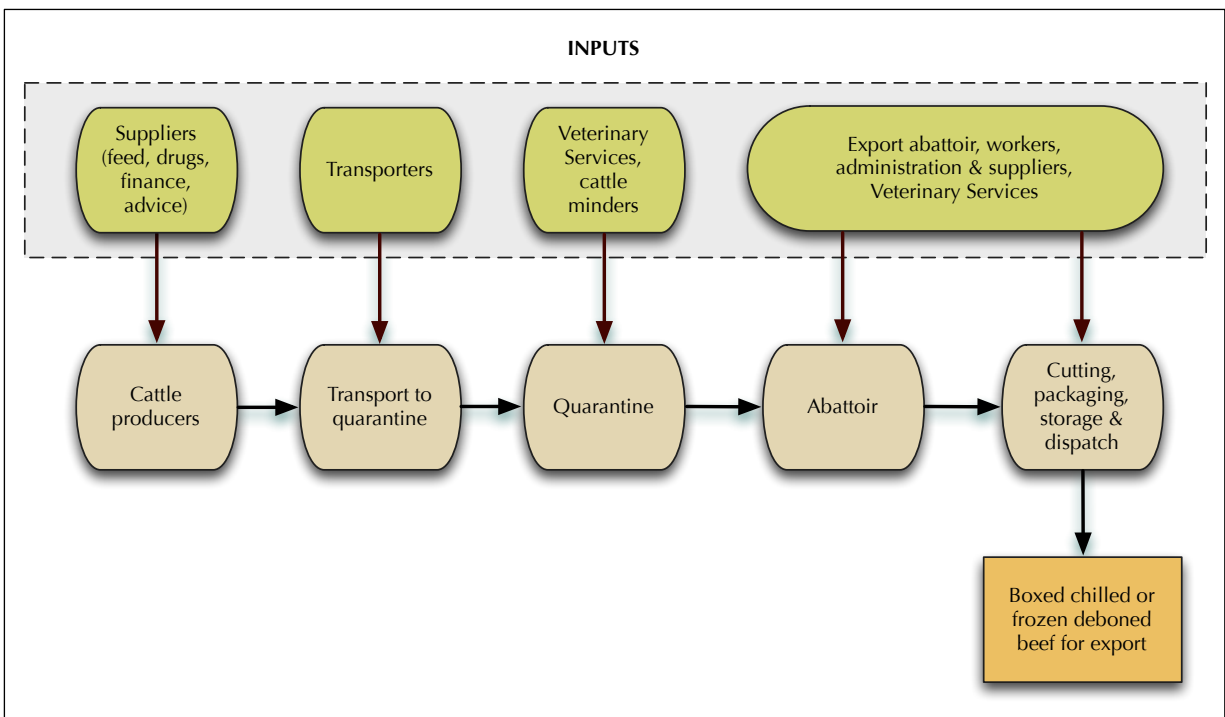 INPUTS
Suppliers
(feed, drugs,
finance,
advice)
Transporters
Veterinary
Services,
cattle
minders
Export abattoir, workers,
administration & suppliers,
Veterinary Services
Cattle
producers
Transport to
quarantine
Quarantine
Abattoir
Cutting,
packaging,
storage &
dispatch
Boxed chilled or
frozen deboned
beef for export